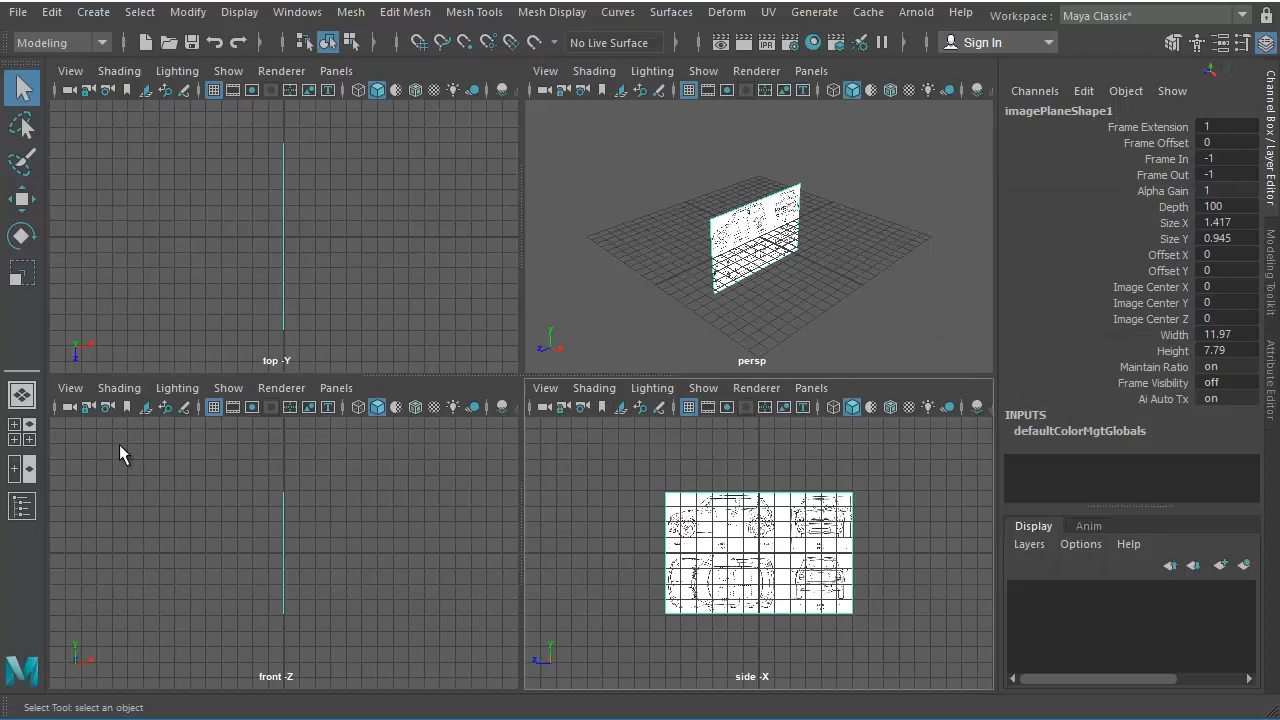 File Edit Create Select Modify Display Windows Mesh Edit Mesh Mesh Tools Mesh Display Curves Surfaces Deform UV Generate Cache Arnold Help Workspace : Maya Classic*
Modeling No Live Surface IPR Sign In
View Shading Lighting Show Renderer Panels
View Shading Lighting Show Renderer Panels
top -Y
persp
View Shading Lighting Show Renderer Panels
View Shading Lighting Show Renderer Panels
front -Z
side -X
Channels Edit Object Show
imagePlaneShape1
Frame Extension 1
Frame Offset 0
Frame In -1
Frame Out -1
Alpha Gain 1
Depth 100
Size X 1.417
Size Y 0.945
Offset X 0
Offset Y 0
Image Center X 0
Image Center Y 0
Image Center Z 0
Width 11.97
Height 7.79
Maintain Ratio on
Frame Visibility off
Ai Auto Tx on
INPUTS
defaultColorMgtGlobals
Display Anim
Layers Options Help
Channel Box / Layer Editor
Modeling Toolkit
Attribute Editor
Select Tool: select an object